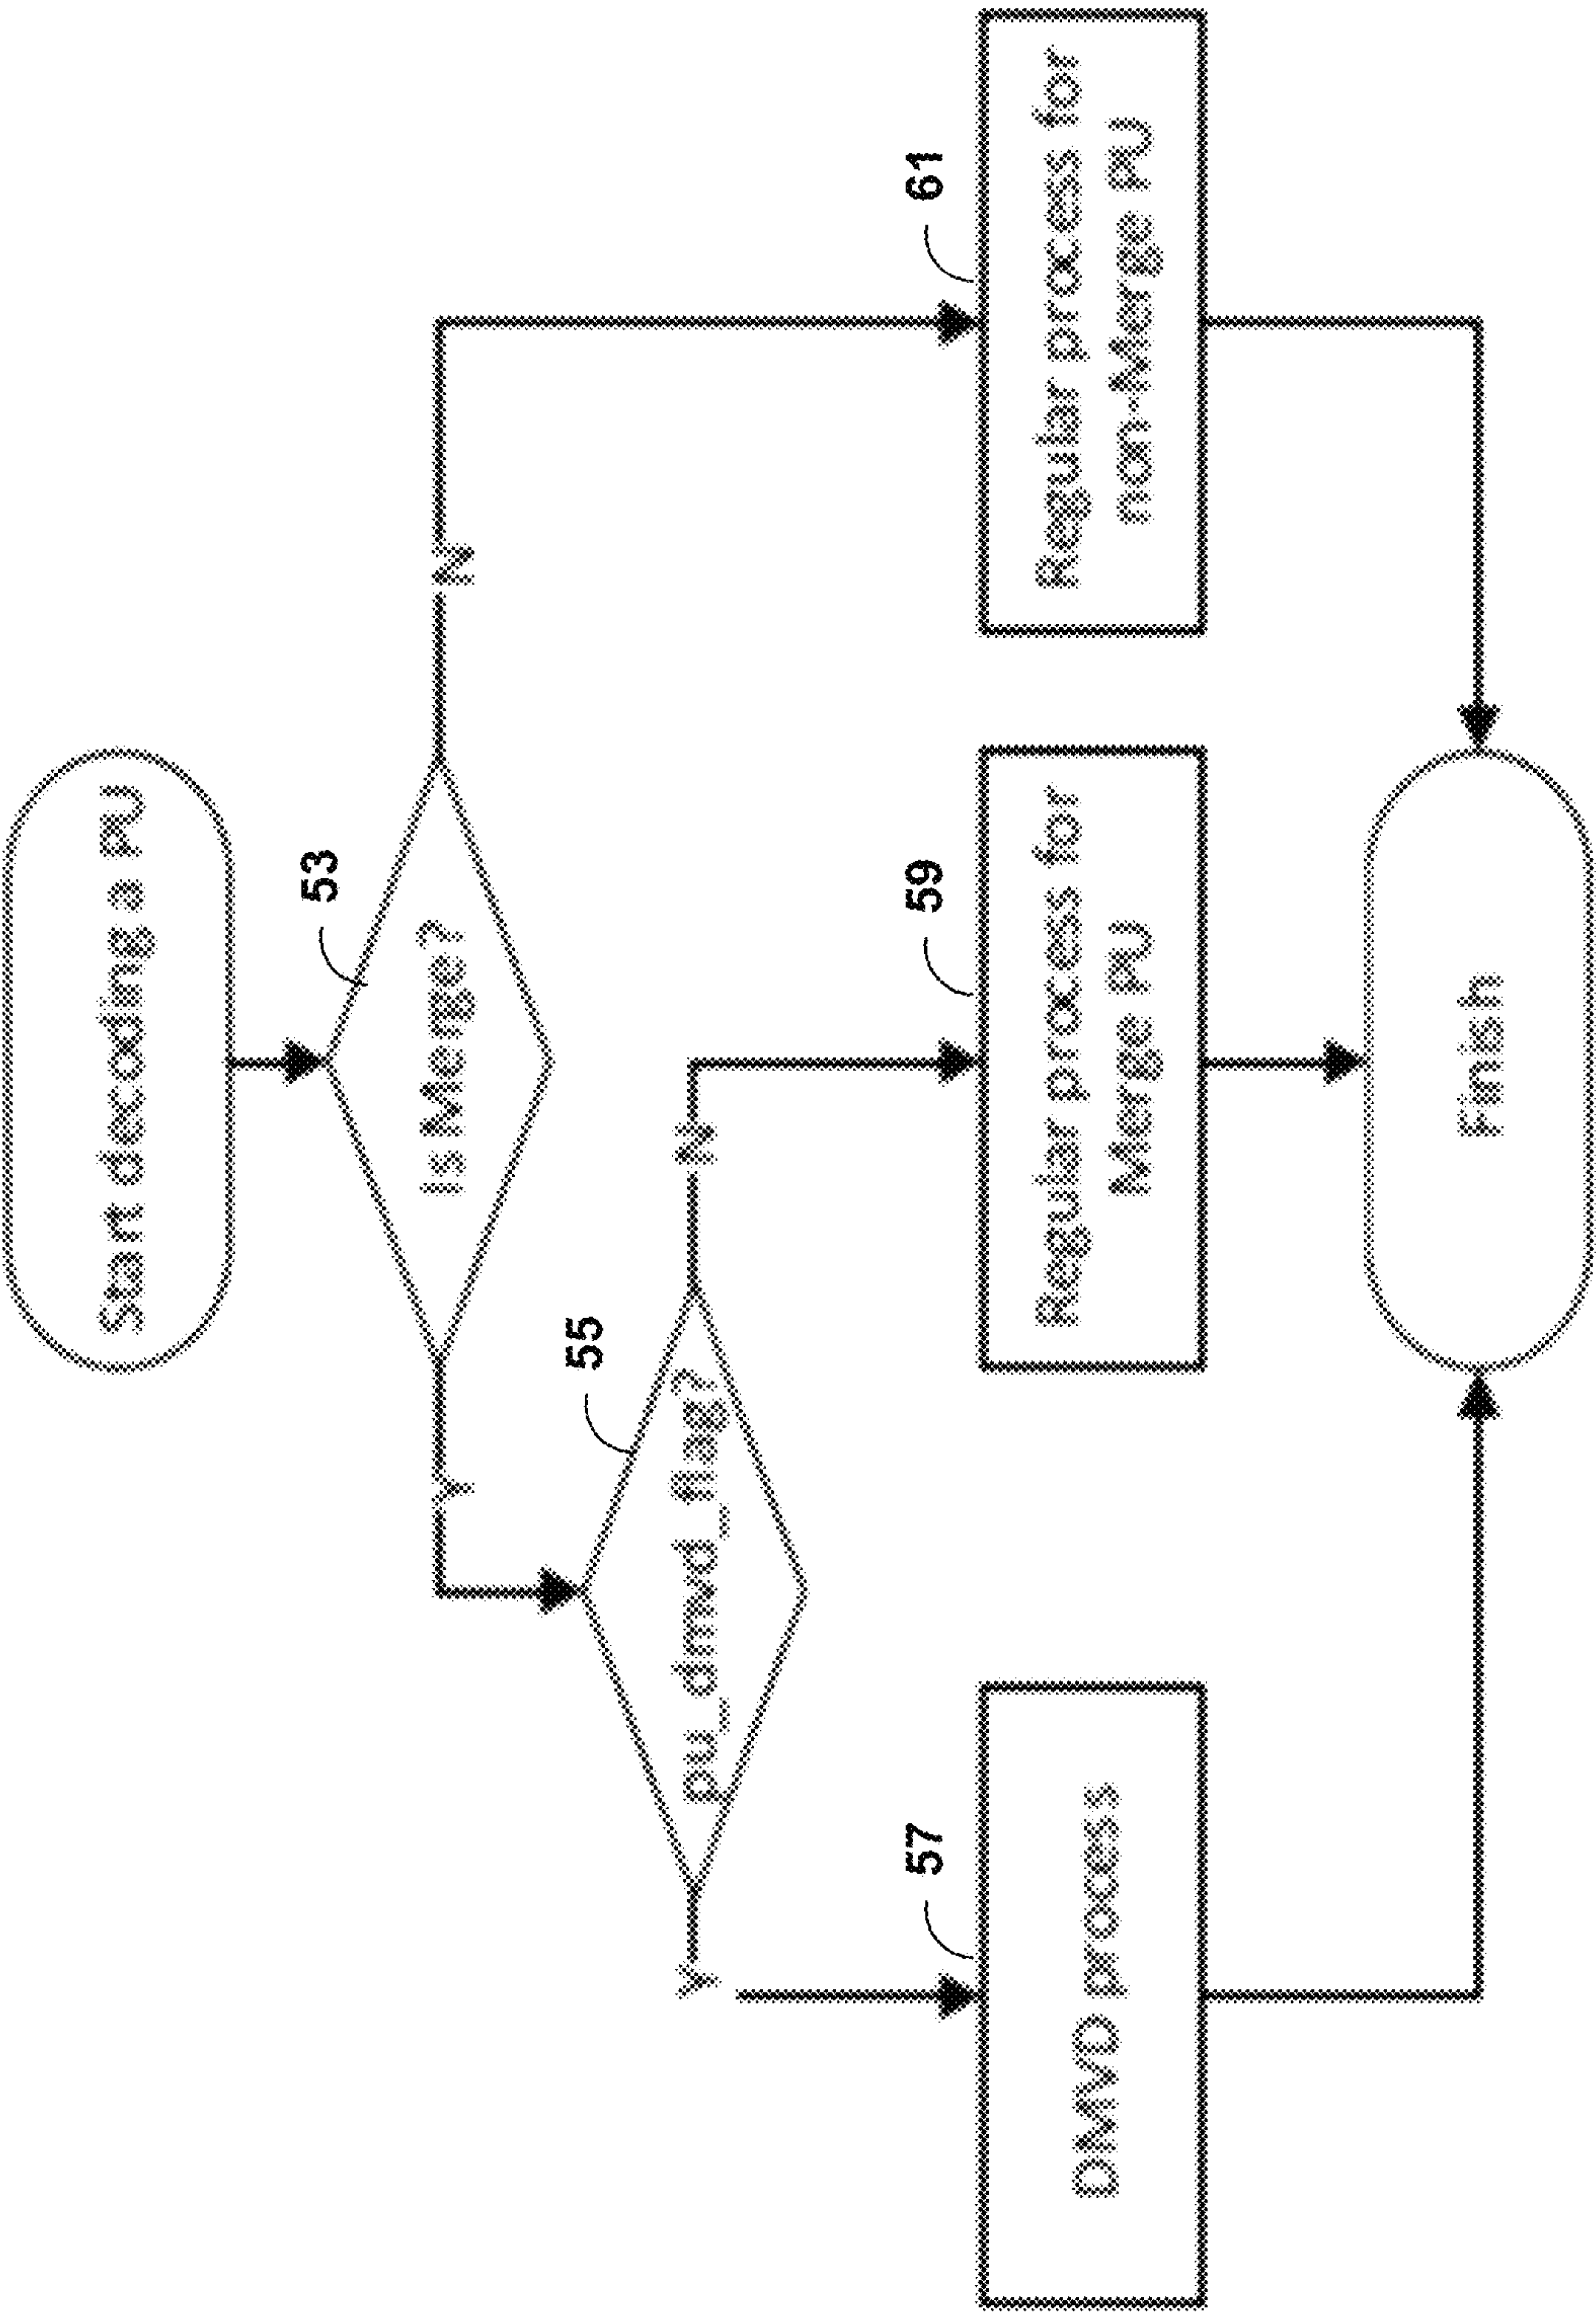 Start decoding a PU
53
Is Merge?
Y
N
55
pu_dmvd_flag?
Y
N
57
DMVD process
59
Regular process for
Merge PU
61
Regular process for
non-Merge PU
Finish